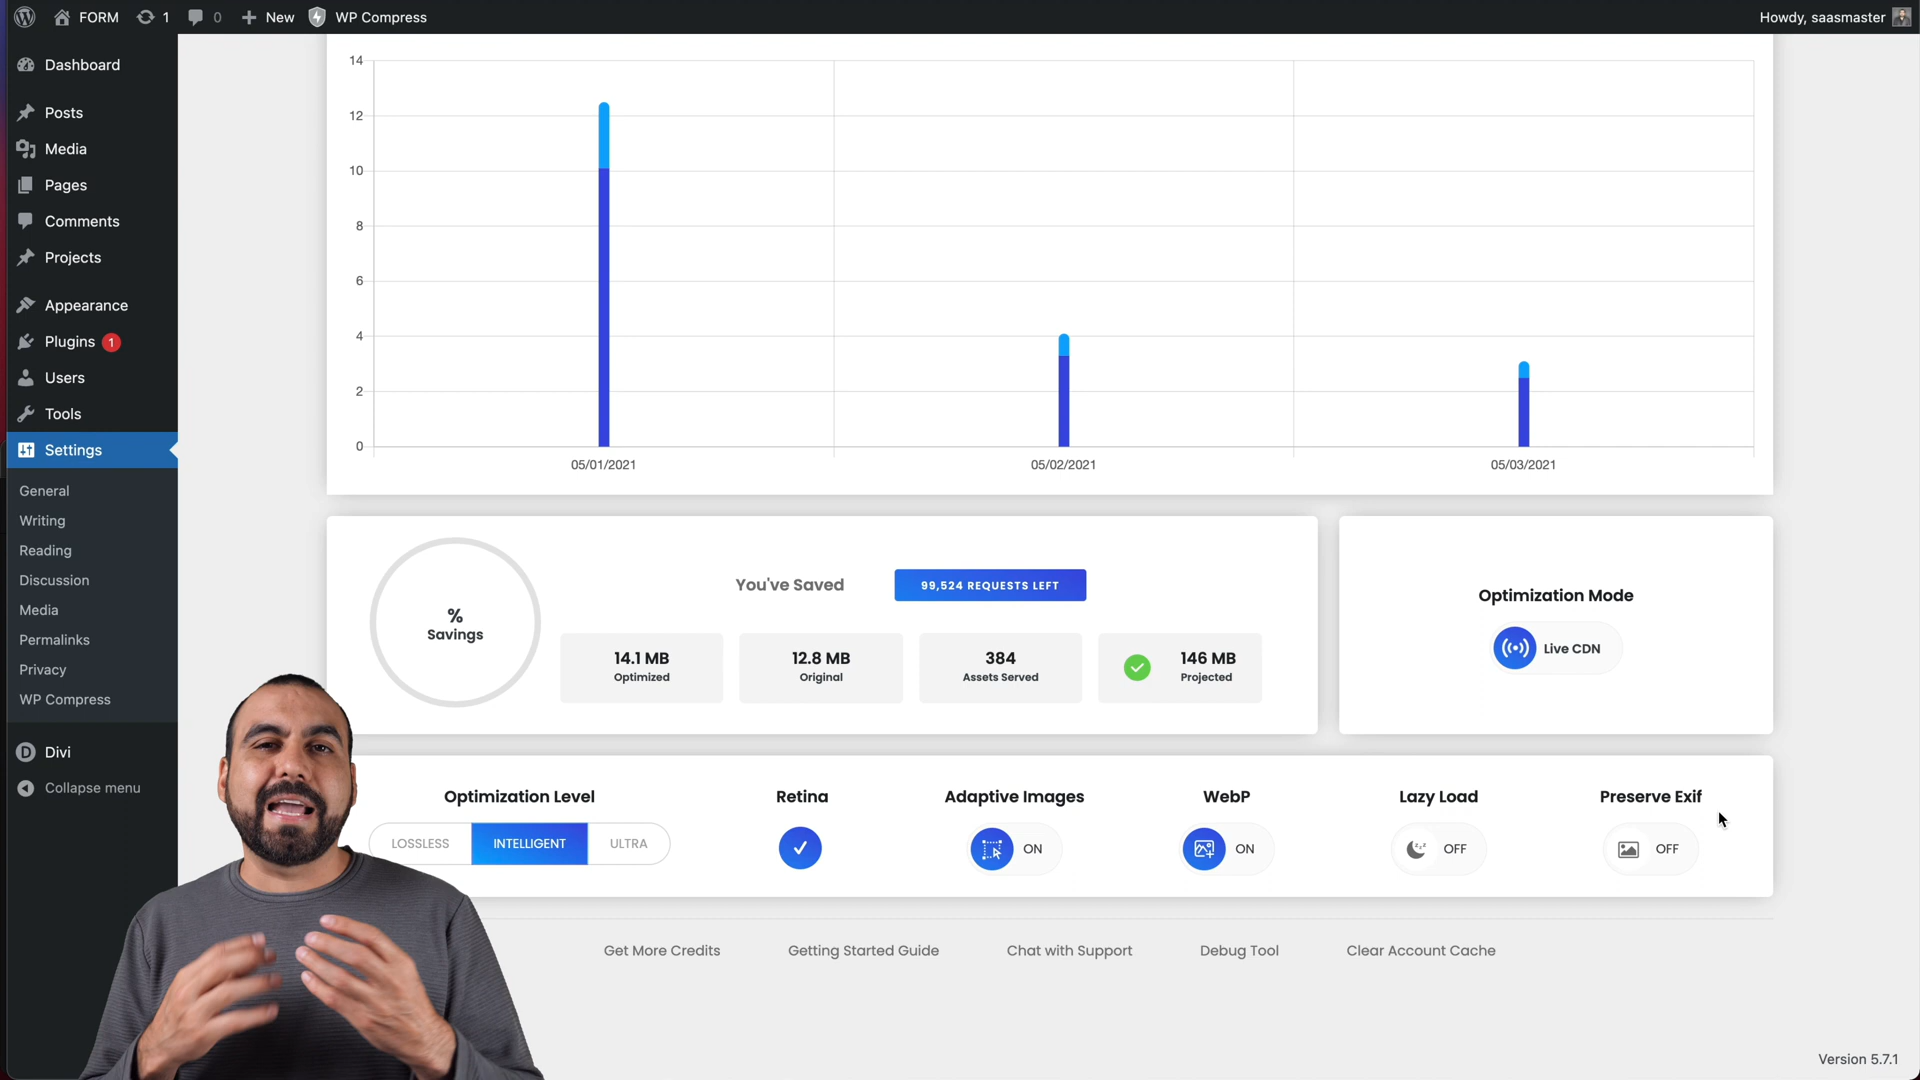 FORM 1 0 New WP Compress Howdy, saasmaster
Dashboard
Posts
Media
Pages
Comments
Projects
Appearance
Plugins 1
Users
Tools
Settings
General
Writing
Reading
Discussion
Media
Permalinks
Privacy
WP Compress
Divi
Collapse menu
14
12
10
8
6
4
2
0
05/01/2021 05/02/2021 05/03/2021
%
Savings
You've Saved
99,524 REQUESTS LEFT
14.1 MB
Optimized
12.8 MB
Original
384
Assets Served
146 MB
Projected
Optimization Mode
Live CDN
Optimization Level
LOSSLESS INTELLIGENT ULTRA
Retina
Adaptive Images
ON
WebP
ON
Lazy Load
OFF
Preserve Exif
OFF
Get More Credits Getting Started Guide Chat with Support Debug Tool Clear Account Cache
Version 5.7.1